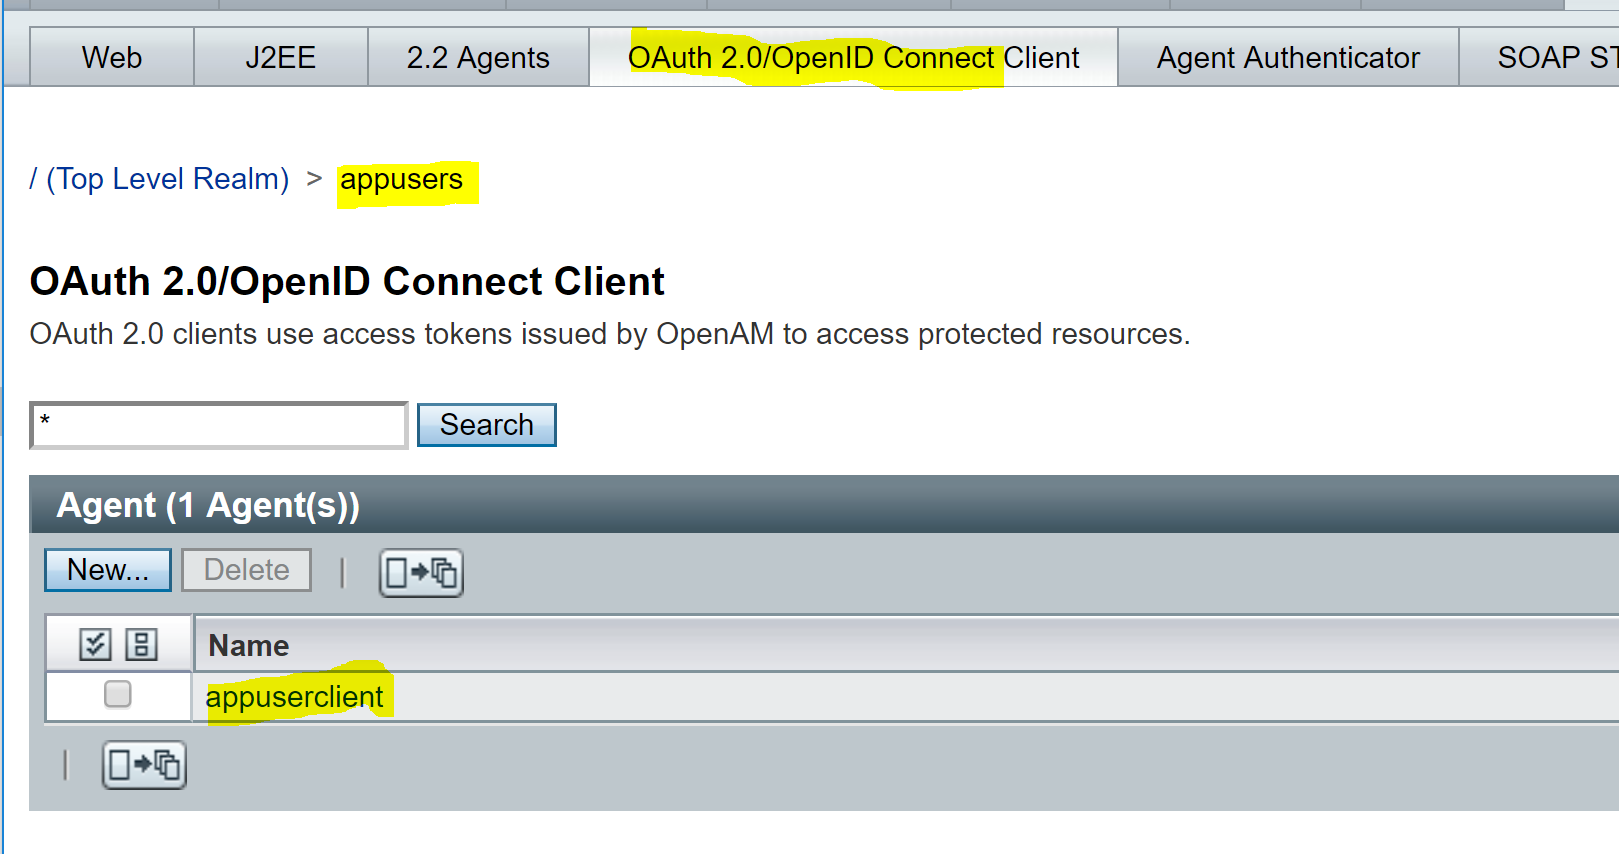 Web J2EE 2.2 Agents OAuth 2.0/OpenID Connect Client Agent Authenticator SOAP ST
/ (Top Level Realm) > appusers
OAuth 2.0/OpenID Connect Client
OAuth 2.0 clients use access tokens issued by OpenAM to access protected resources.
* Search
Agent (1 Agent(s))
New... Delete |
Name
appuserclient
|